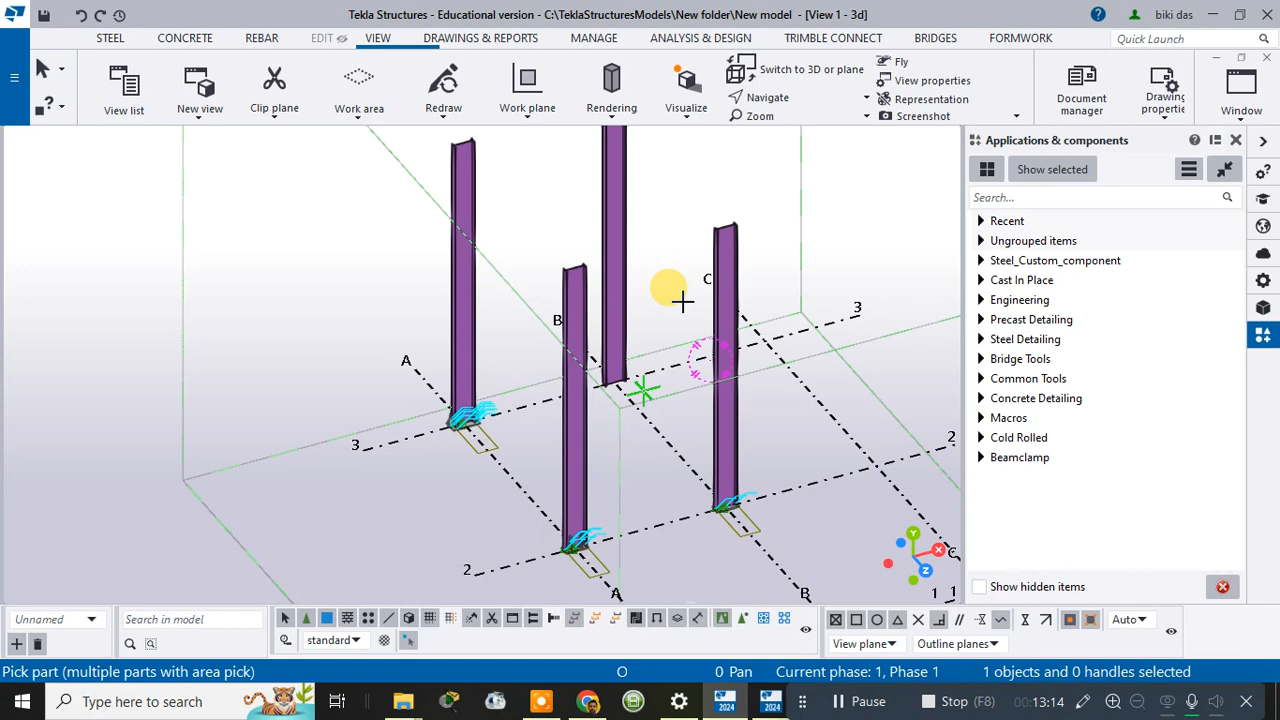 Tekla Structures - Educational version - C:\TeklaStructuresModels\New folder\New model - [View 1 - 3d]
biki das
STEEL CONCRETE REBAR EDIT VIEW DRAWINGS & REPORTS MANAGE ANALYSIS & DESIGN TRIMBLE CONNECT BRIDGES FORMWORK
Quick Launch
View list
New view
Clip plane
Work area
Redraw
Work plane
Rendering
Visualize
Switch to 3D or plane
Navigate
Zoom
Fly
View properties
Representation
Screenshot
Document manager
Drawing propertie
Window
Applications & components
Show selected
Search...
Recent
Ungrouped items
Steel_Custom_component
Cast In Place
Engineering
Precast Detailing
Steel Detailing
Bridge Tools
Common Tools
Concrete Detailing
Macros
Cold Rolled
Beamclamp
Show hidden items
C
3
B
A
3
2
2
C
A
B
1 1
Y
X
Z
Unnamed
Search in model
standard
Auto
View plane
Outline planes
Pick part (multiple parts with area pick)
O
0 Pan
Current phase: 1, Phase 1
1 objects and 0 handles selected
Type here to search
2024
2024
Pause
Stop (F8)
00:13:14